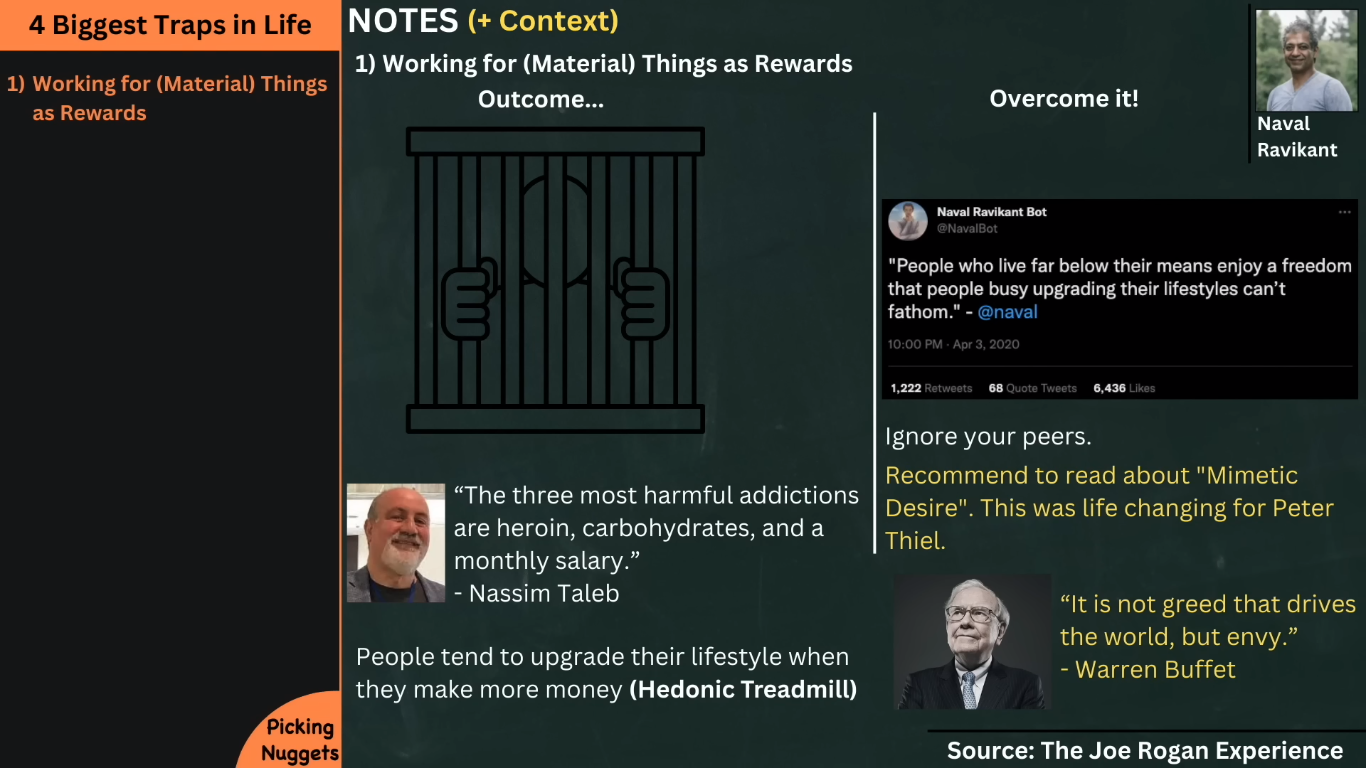 4 Biggest Traps in Life
1) Working for (Material) Things
as Rewards
NOTES (+ Context)
1) Working for (Material) Things as Rewards
Outcome...
“The three most harmful addictions
are heroin, carbohydrates, and a
monthly salary.”
- Nassim Taleb
People tend to upgrade their lifestyle when
they make more money (Hedonic Treadmill)
Overcome it!
Naval
Ravikant
Naval Ravikant Bot
@NavalBot
"People who live far below their means enjoy a freedom
that people busy upgrading their lifestyles can’t
fathom." - @naval
10:00 PM · Apr 3, 2020
1,222 Retweets 68 Quote Tweets 6,436 Likes
Ignore your peers.
Recommend to read about "Mimetic
Desire". This was life changing for Peter
Thiel.
“It is not greed that drives
the world, but envy.”
- Warren Buffet
Picking
Nuggets
Source: The Joe Rogan Experience